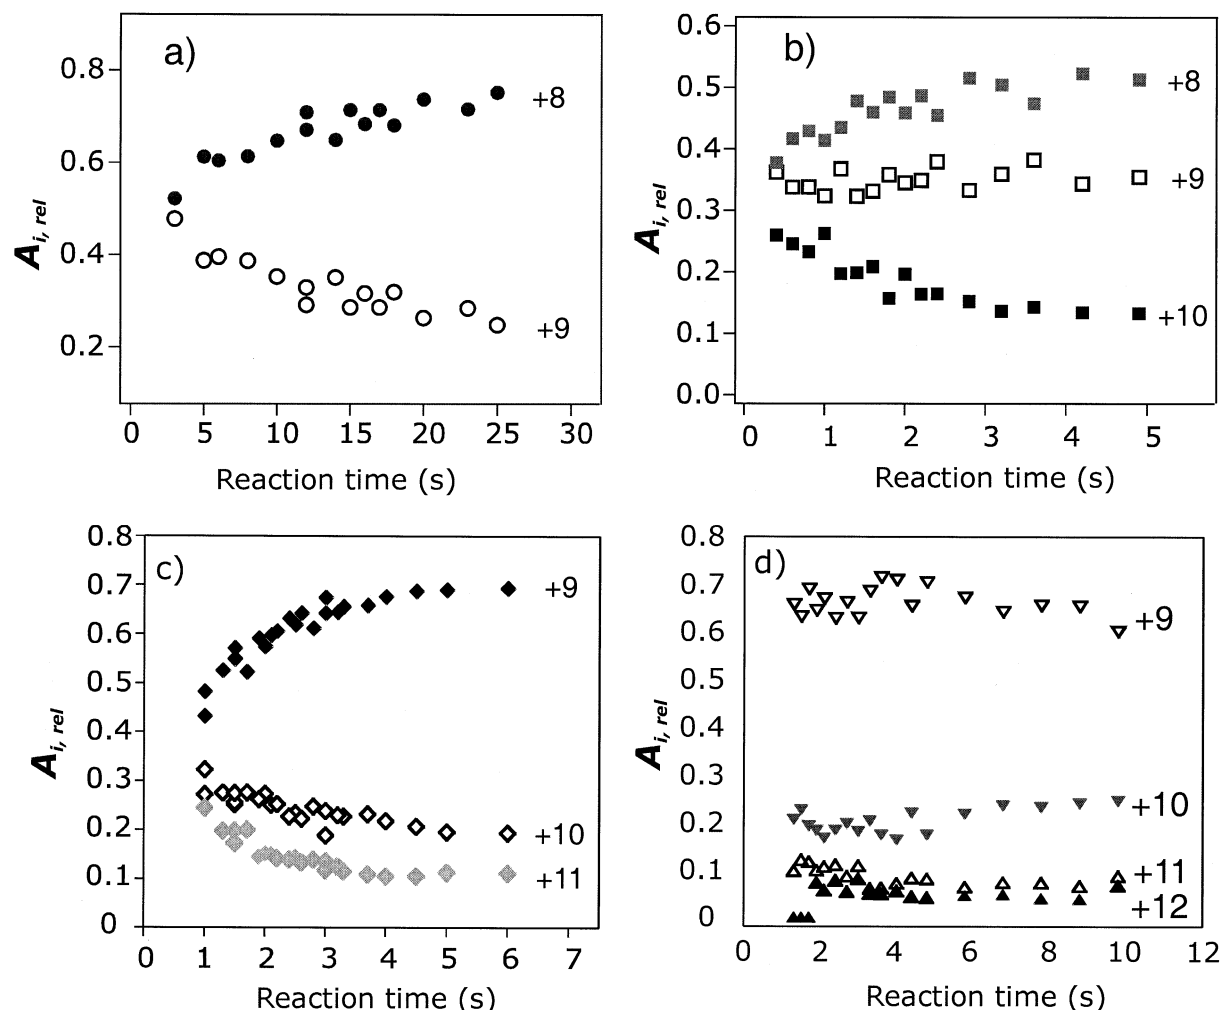 a)
0.8
0.6
0.4
0.2
+8
+9
A i, rel
0 5 10 15 20 25 30
Reaction time (s)
b)
0.6
0.5
0.4
0.3
0.2
0.1
0.0
+8
+9
+10
A i, rel
0 1 2 3 4 5
Reaction time (s)
c)
0.8
0.7
0.6
0.5
0.4
0.3
0.2
0.1
0
+9
+10
+11
A i, rel
0 1 2 3 4 5 6 7
Reaction time (s)
d)
0.8
0.7
0.6
0.5
0.4
0.3
0.2
0.1
0
+9
+10
+11
+12
A i, rel
0 2 4 6 8 10 12
Reaction time (s)